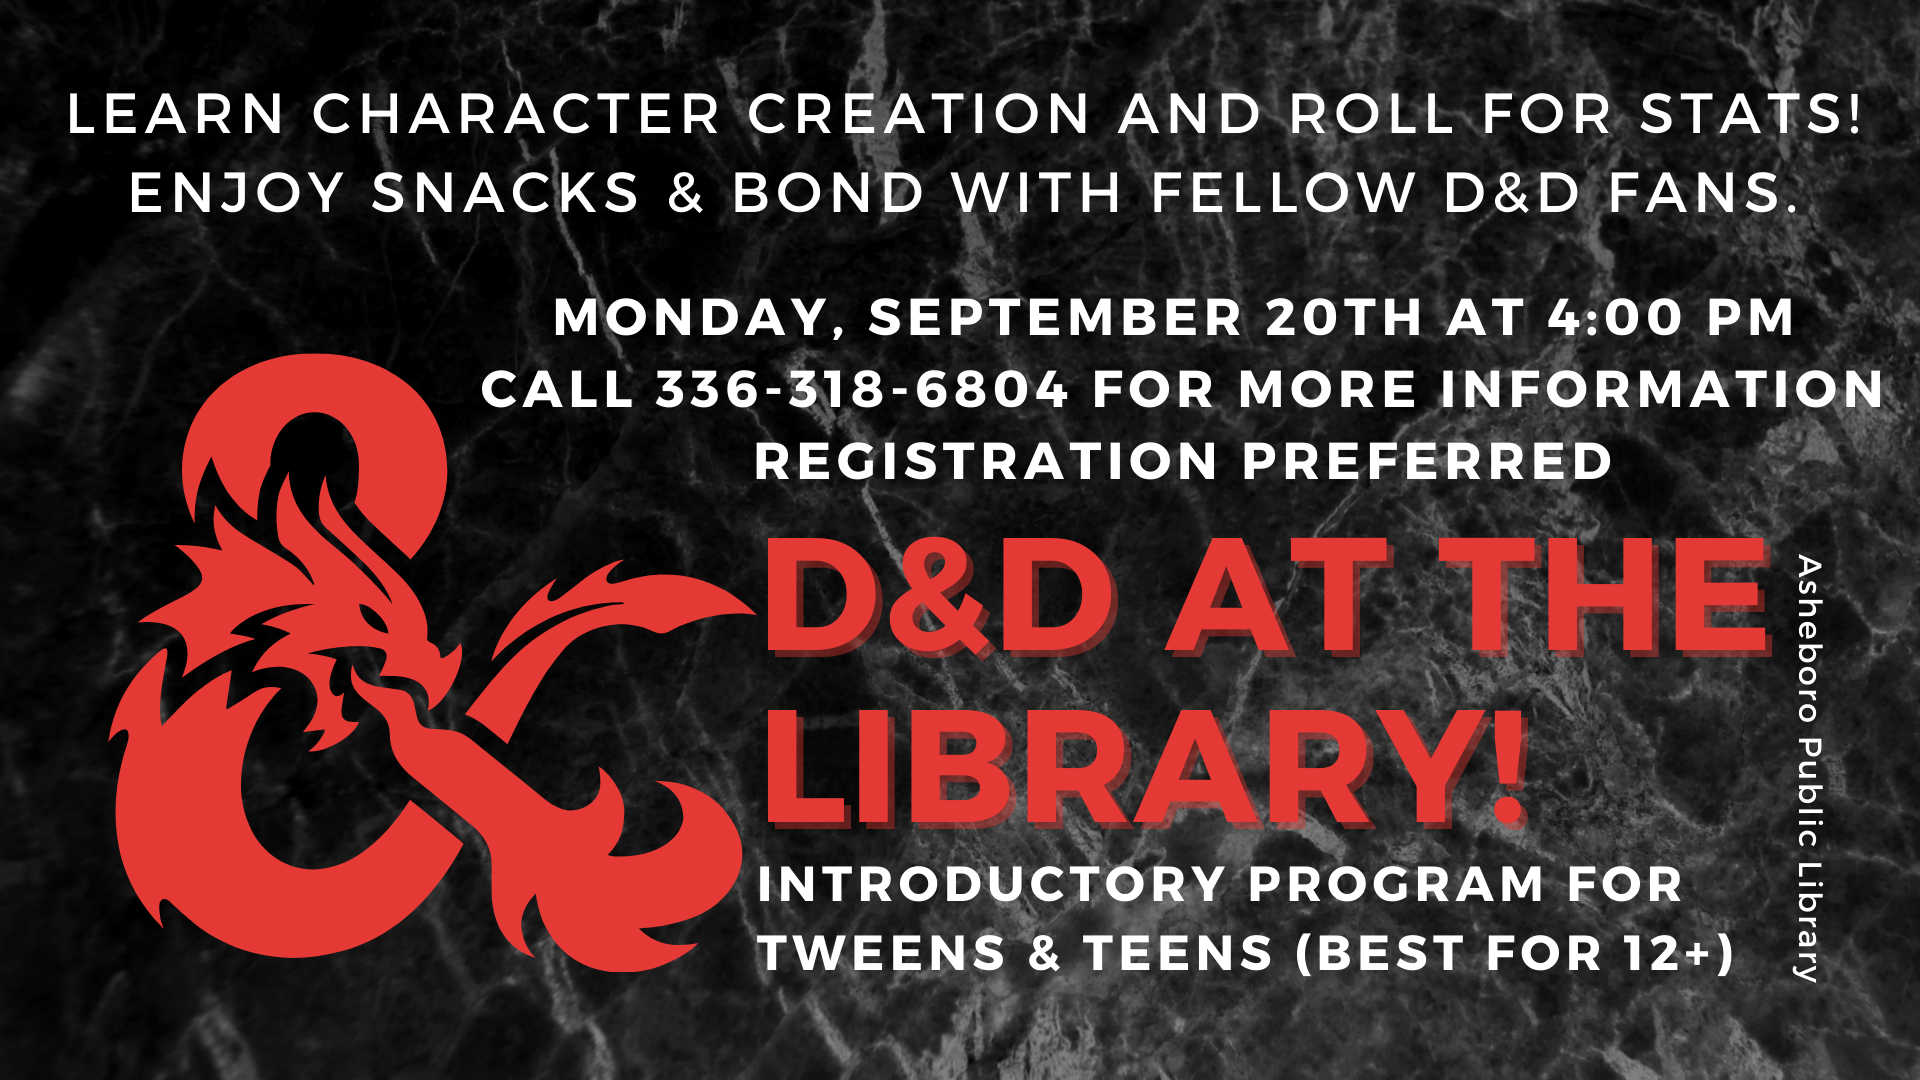 LEARN CHARACTER CREATION AND ROLL FOR STATS!
ENJOY SNACKS & BOND WITH FELLOW D&D FANS.
MONDAY, SEPTEMBER 20TH AT 4:00 PM
CALL 336-318-6804 FOR MORE INFORMATION
REGISTRATION PREFERRED
D&D AT THE
LIBRARY!
INTRODUCTORY PROGRAM FOR
TWEENS & TEENS (BEST FOR 12+)
Asheboro Public Library